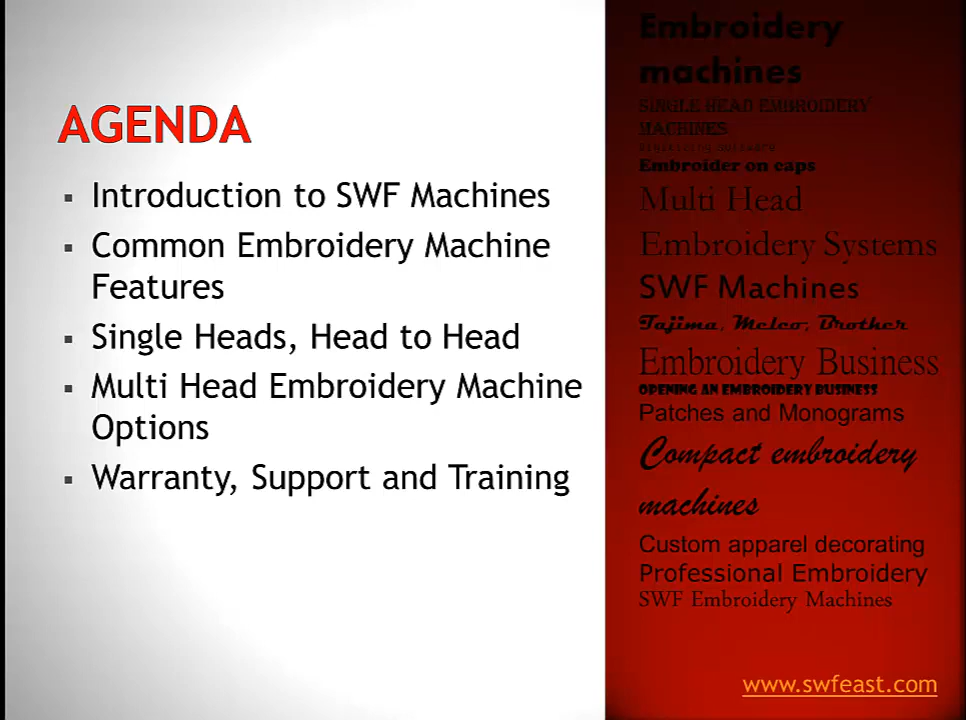 AGENDA
▪ Introduction to SWF Machines
▪ Common Embroidery Machine
Features
▪ Single Heads, Head to Head
▪ Multi Head Embroidery Machine
Options
▪ Warranty, Support and Training
Embroidery
machines
SINGLE HEAD EMBROIDERY
MACHINES
Digitizing Software
Embroider on caps
Multi Head
Embroidery Systems
SWF Machines
Tajima, Melco, Brother
Embroidery Business
OPENING AN EMBROIDERY BUSINESS
Patches and Monograms
Compact embroidery
machines
Custom apparel decorating
Professional Embroidery
SWF Embroidery Machines
www.swfeast.com